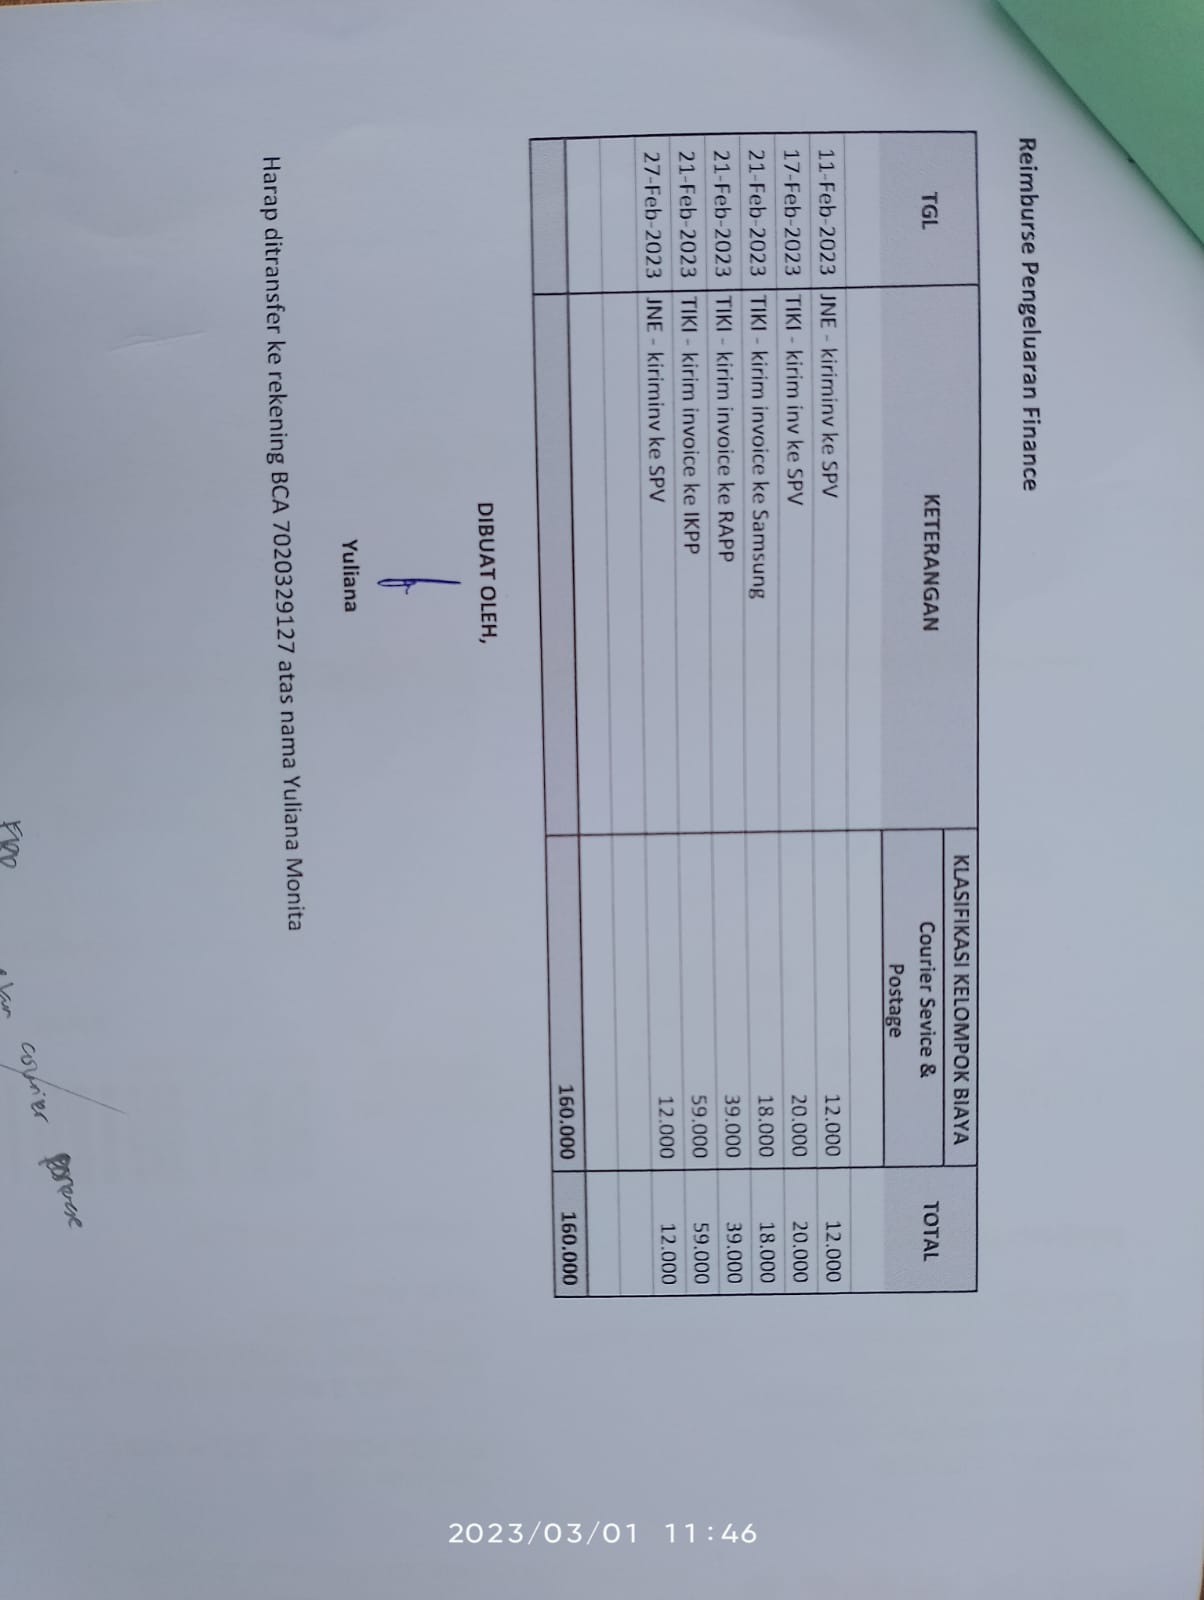 Reimburse Pengeluaran Finance
TGL KETERANGAN KLASIFIKASI KELOMPOK BIAYA TOTAL
Courier Sevice &
Postage
11-Feb-2023 JNE - kiriminv ke SPV 12.000 12.000
17-Feb-2023 TIKI - kirim inv ke SPV 20.000 20.000
21-Feb-2023 TIKI - kirim invoice ke Samsung 18.000 18.000
21-Feb-2023 TIKI - kirim invoice ke RAPP 39.000 39.000
21-Feb-2023 TIKI - kirim invoice ke IKPP 59.000 59.000
27-Feb-2023 JNE - kiriminv ke SPV 12.000 12.000
160.000 160.000
DIBUAT OLEH,
Yuliana
Harap ditransfer ke rekening BCA 7020329127 atas nama Yuliana Monita
courier
2023/03/01 11:46